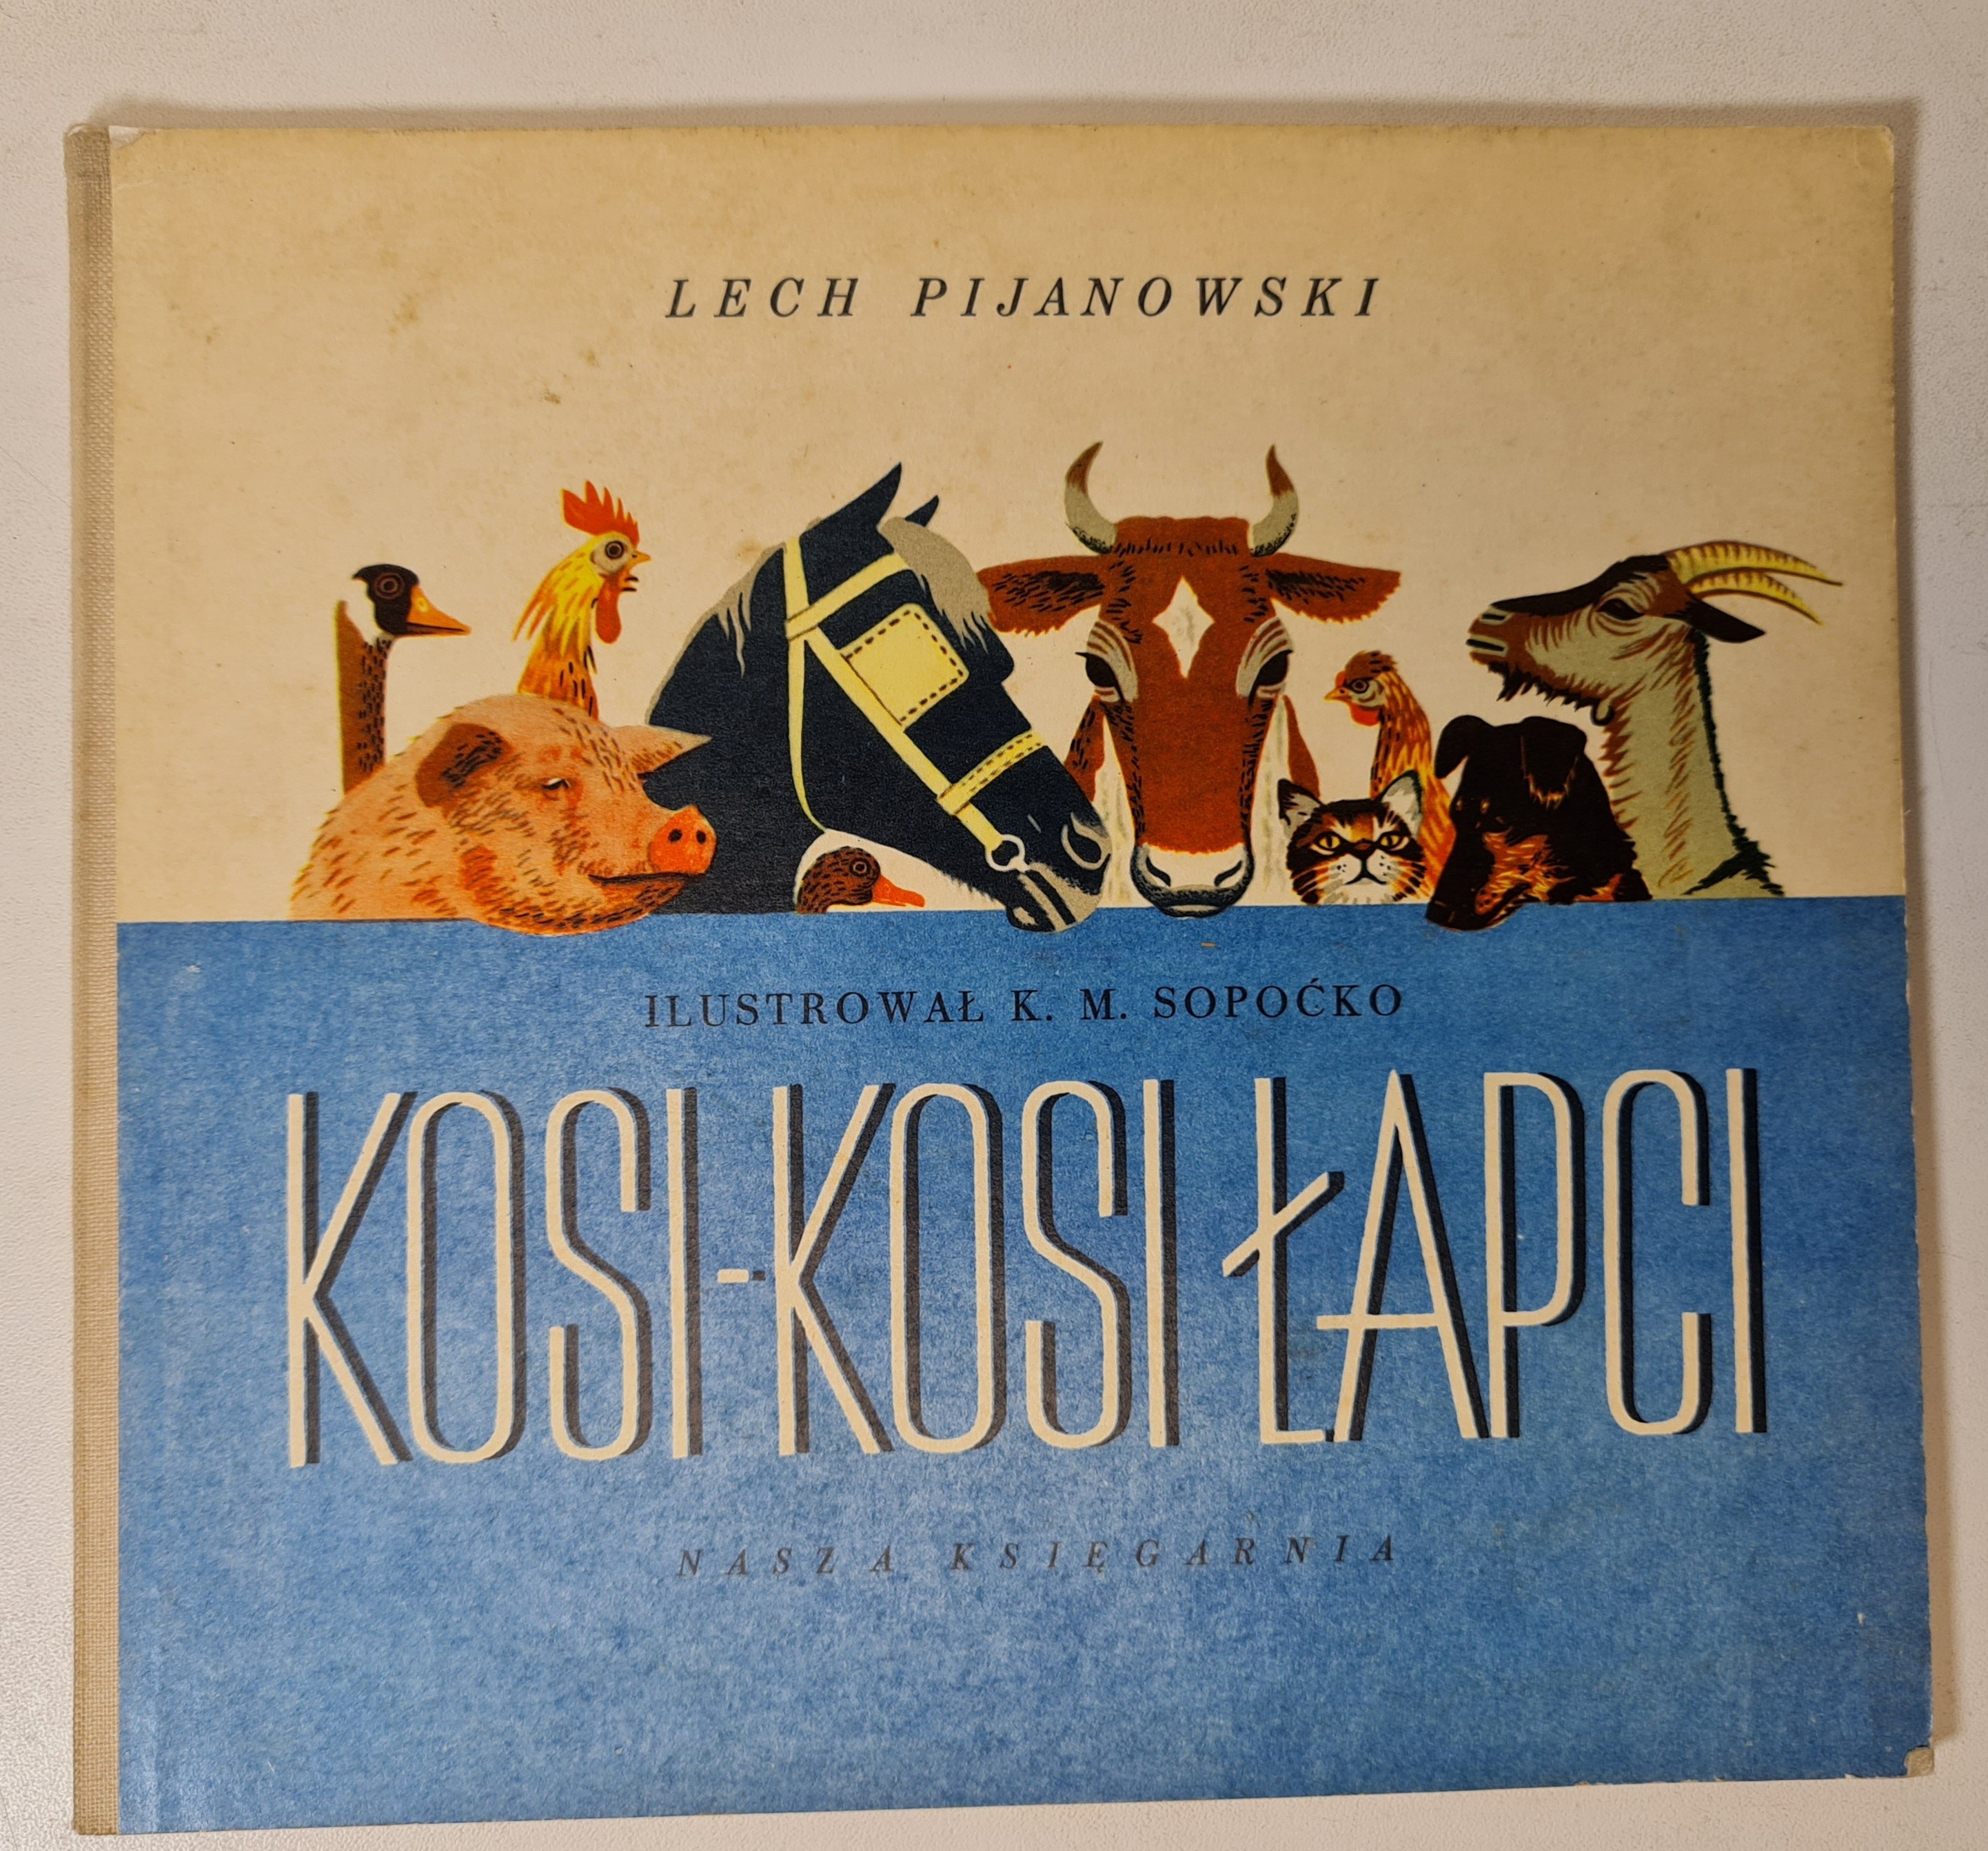 LECH PIJANOWSKI
ILUSTROWAŁ K. M. SOPOĆKO
KOSI-KOSI ŁAPCI
NASZA KSIĘGARNIA